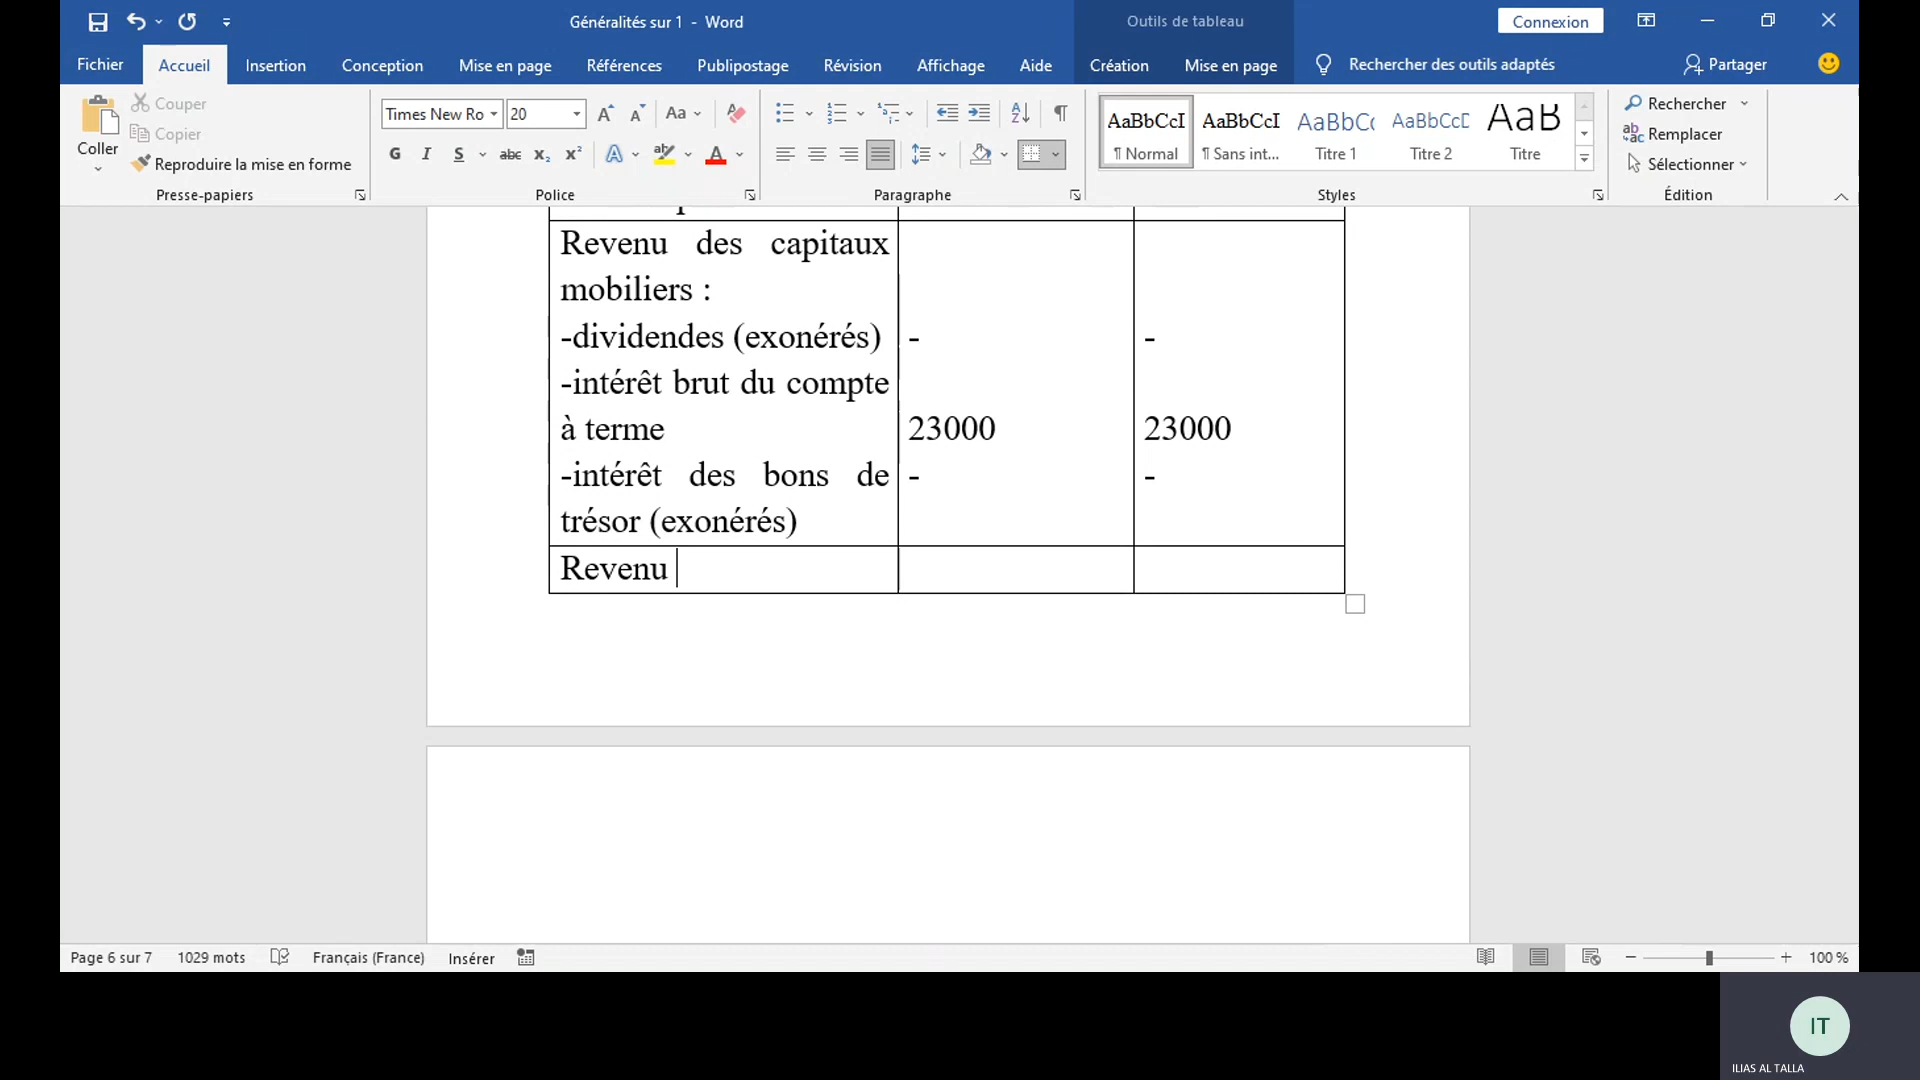 Généralités sur 1 - Word
Outils de tableau
Connexion
Fichier
Accueil
Insertion
Conception
Mise en page
Références
Publipostage
Révision
Affichage
Aide
Création
Mise en page
Rechercher des outils adaptés
Partager
Coller
Couper
Copier
Reproduire la mise en forme
Presse-papiers
Times New Ro
20
Aa
G I S abc x₂ x²
Police
Paragraphe
AaBbCcI
¶ Normal
AaBbCcI
¶ Sans int...
AaBbCc
Titre 1
AaBbCcD
Titre 2
AaB
Titre
Styles
Rechercher
Remplacer
Sélectionner
Édition
Revenu des capitaux
mobiliers :
-dividendes (exonérés) - -
-intérêt brut du compte
à terme 23000 23000
-intérêt des bons de - -
trésor (exonérés)
Revenu
Page 6 sur 7
1029 mots
Français (France)
Insérer
100 %
IT
ILIAS AL TALLA